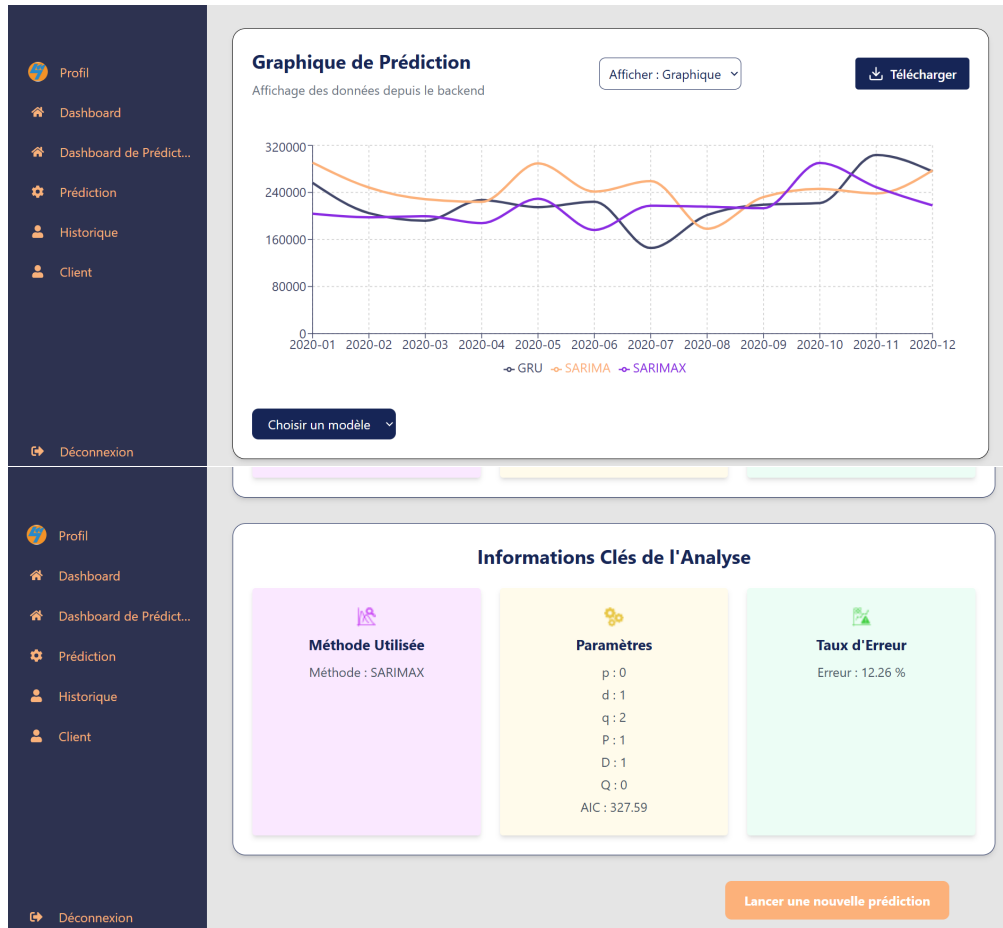 Profil
Dashboard
Dashboard de Prédict...
Prédiction
Historique
Client
Déconnexion
Graphique de Prédiction
Affichage des données depuis le backend
Afficher : Graphique
Télécharger
320000
240000
160000
80000
0
2020-01 2020-02 2020-03 2020-04 2020-05 2020-06 2020-07 2020-08 2020-09 2020-10 2020-11 2020-12
GRU SARIMA SARIMAX
Choisir un modèle
Profil
Dashboard
Dashboard de Prédict...
Prédiction
Historique
Client
Déconnexion
Informations Clés de l'Analyse
Méthode Utilisée
Méthode : SARIMAX
Paramètres
p : 0
d : 1
q : 2
P : 1
D : 1
Q : 0
AIC : 327.59
Taux d'Erreur
Erreur : 12.26 %
Lancer une nouvelle prédiction